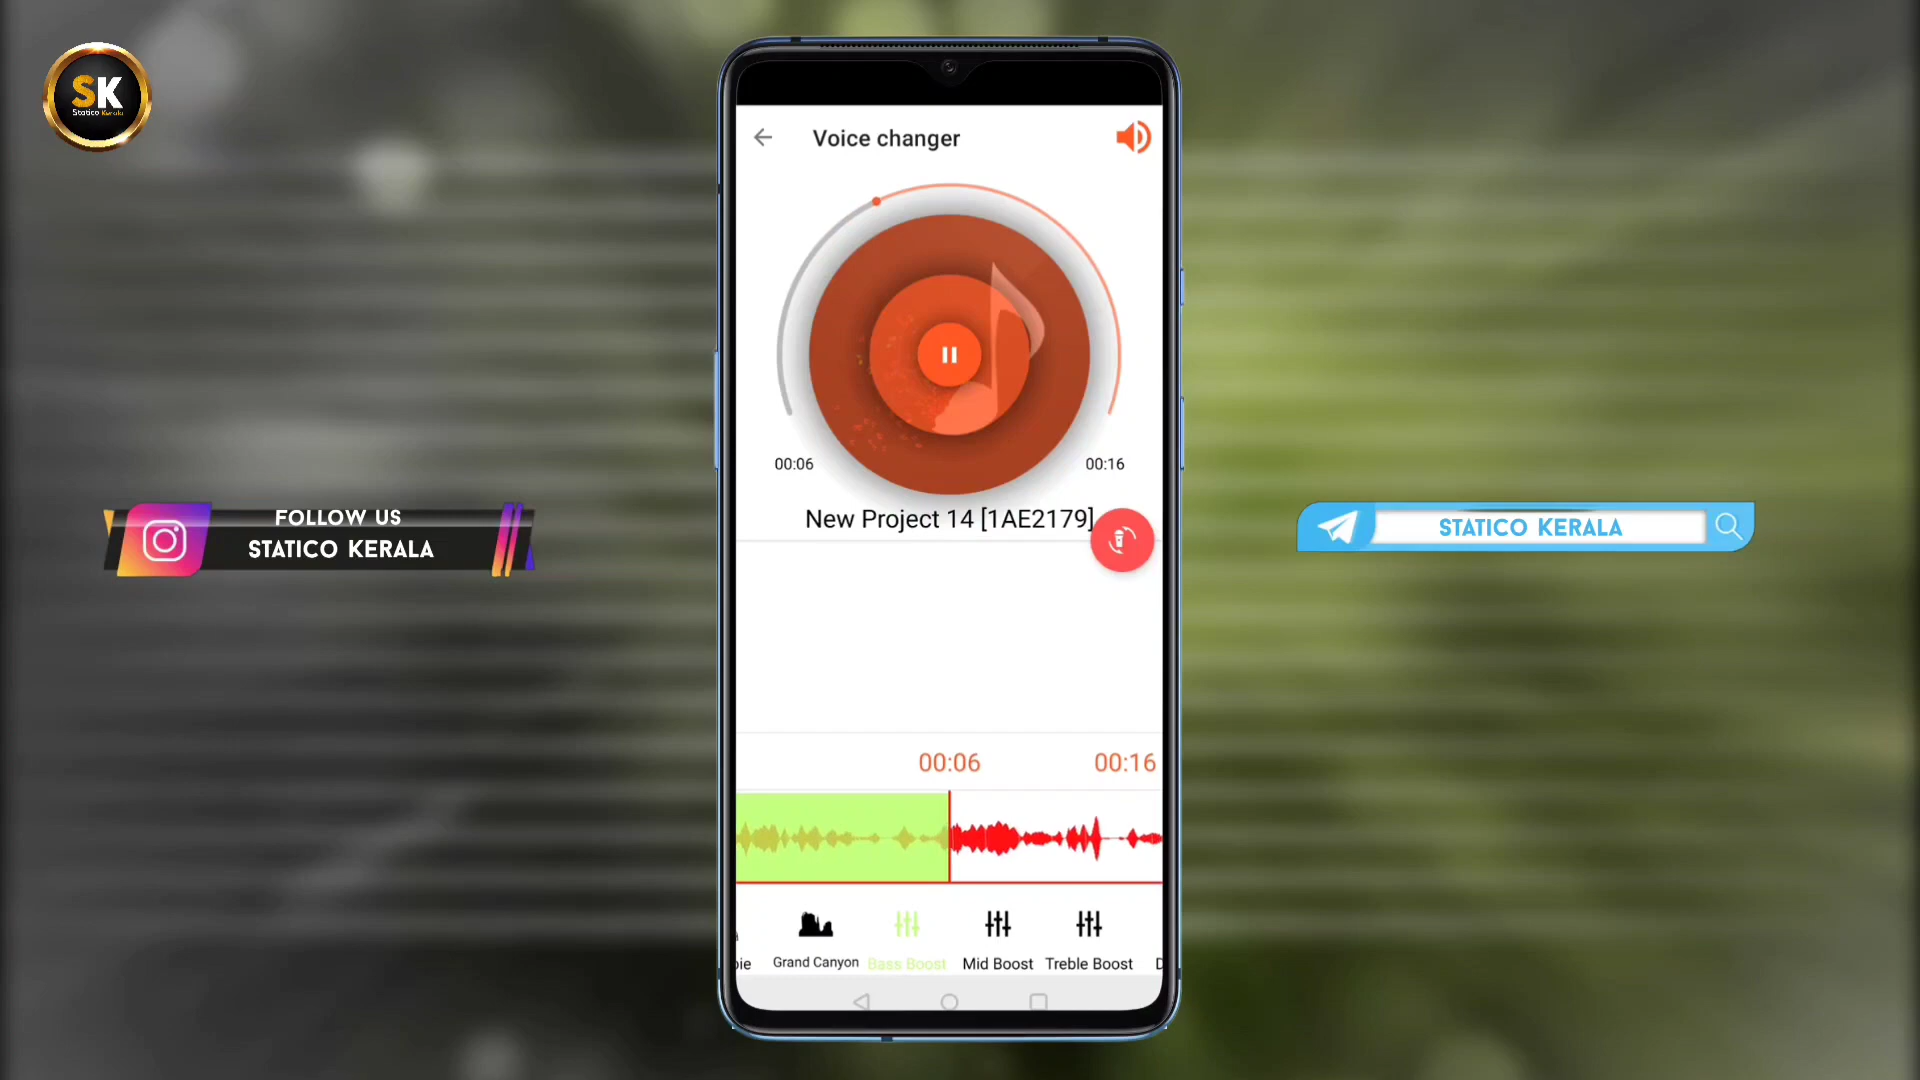 SK
Statico Kerala
Voice changer
00:06
00:16
New Project 14 [1AE2179]
FOLLOW US
STATICO KERALA
STATICO KERALA
00:06
00:16
Grand Canyon
Bass Boost
Mid Boost
Treble Boost